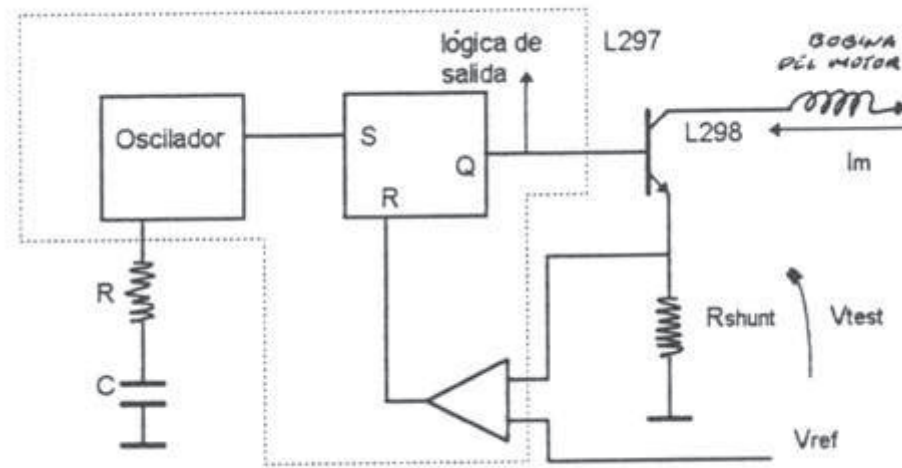 lógica de
salida
L297
BOBINA
DEL MOTOR
Oscilador
S
Q
R
L298
Im
R
C
Rshunt
Vtest
Vref